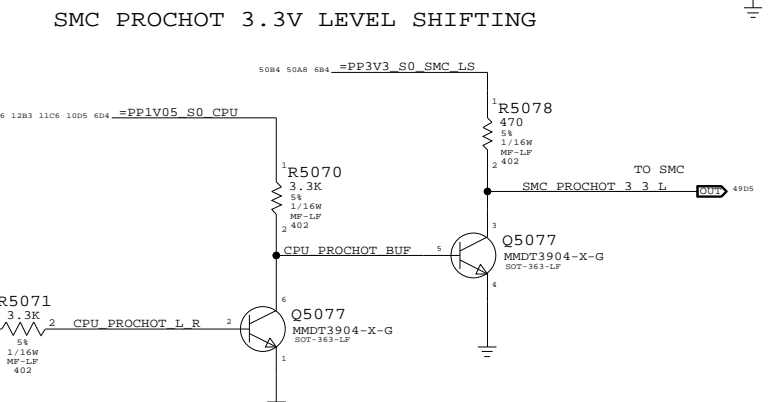 SMC PROCHOT 3.3V LEVEL SHIFTING
50B4 50A8 6B4 =PP3V3_S0_SMC_LS
1
R5078
470
5%
1/16W
MF-LF
2 402
6 12B3 11C6 10D5 6D4 =PP1V05_S0_CPU
TO SMC
SMC_PROCHOT_3_3_L OUT 49D5
1
R5070
3.3K
5%
1/16W
MF-LF
402
2
3
CPU_PROCHOT_BUF 5
Q5077
MMDT3904-X-G
SOT-363-LF
4
R5071
3.3K
2 CPU_PROCHOT_L_R 2
5%
1/16W
MF-LF
402
6
Q5077
MMDT3904-X-G
SOT-363-LF
1